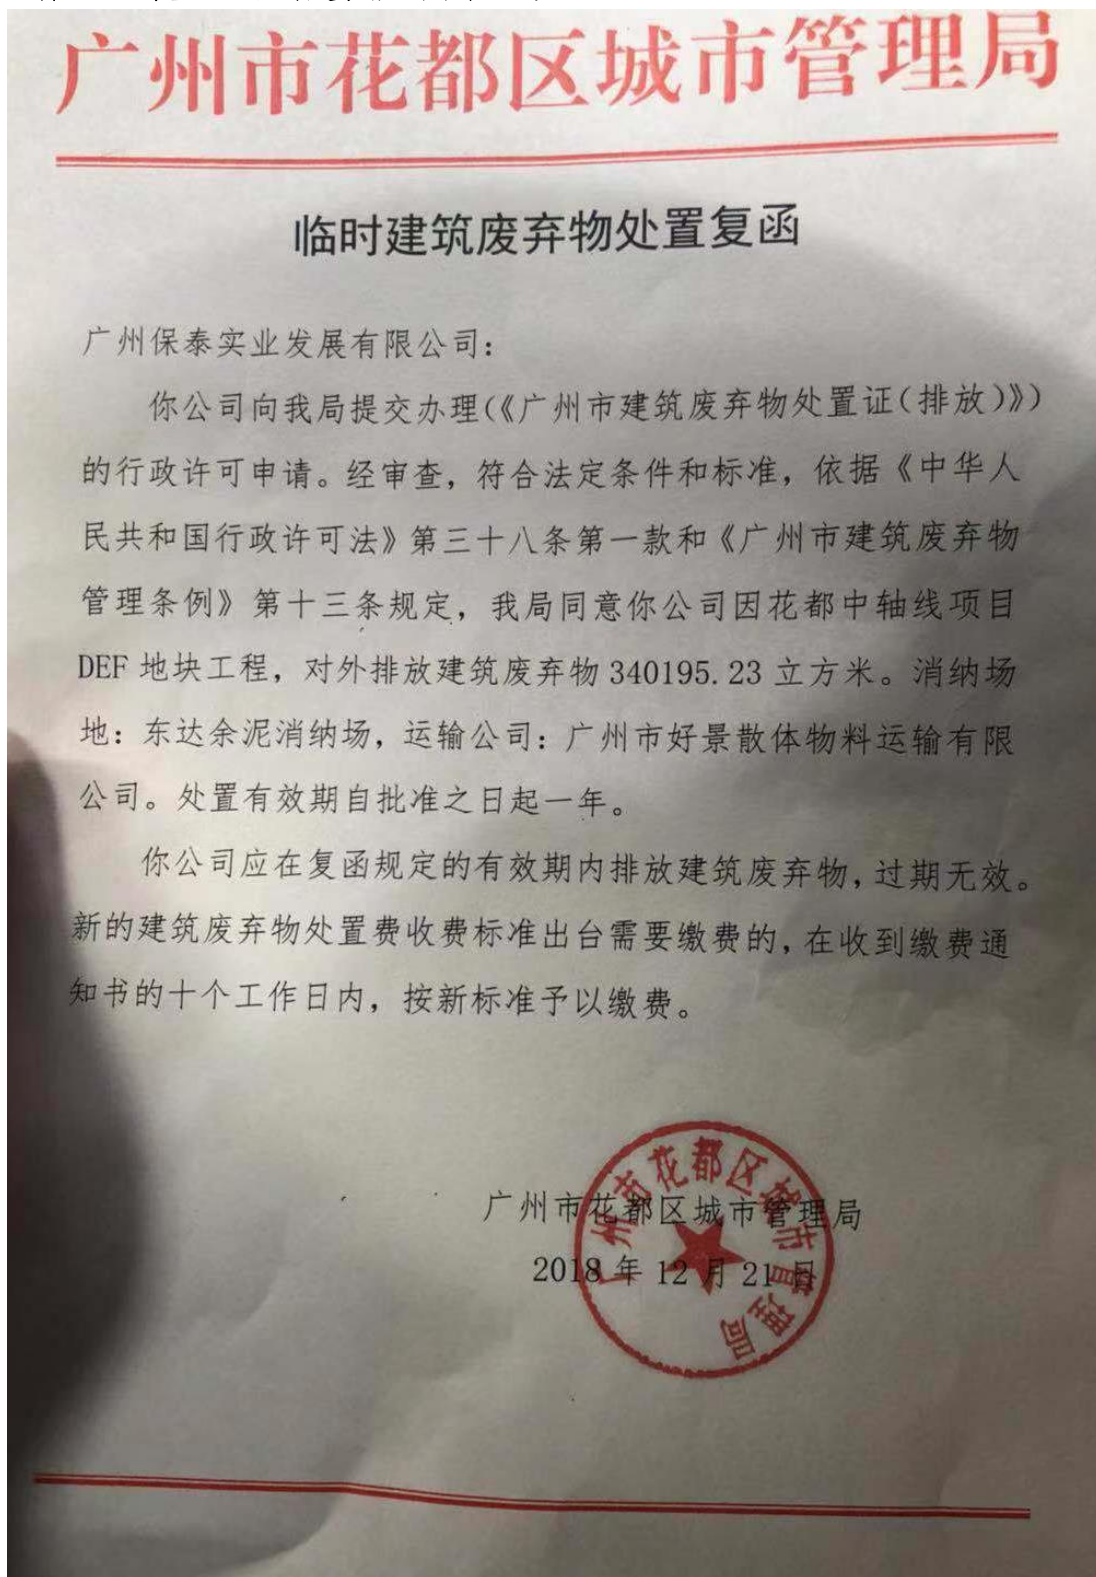 广州市花都区城市管理局
临时建筑废弃物处置复函
广州保泰实业发展有限公司：
你公司向我局提交办理(《广州市建筑废弃物处置证(排放)》)
的行政许可申请。经审查，符合法定条件和标准，依据《中华人
民共和国行政许可法》第三十八条第一款和《广州市建筑废弃物
管理条例》第十三条规定，我局同意你公司因花都中轴线项目
DEF 地块工程，对外排放建筑废弃物 340195.23 立方米。消纳场
地：东达余泥消纳场，运输公司：广州市好景散体物料运输有限
公司。处置有效期自批准之日起一年。
你公司应在复函规定的有效期内排放建筑废弃物，过期无效。
新的建筑废弃物处置费收费标准出台需要缴费的，在收到缴费通
知书的十个工作日内，按新标准予以缴费。
广州市花都区城市管理局
2018 年 12 月 21 日
广州市花都区城市管理局